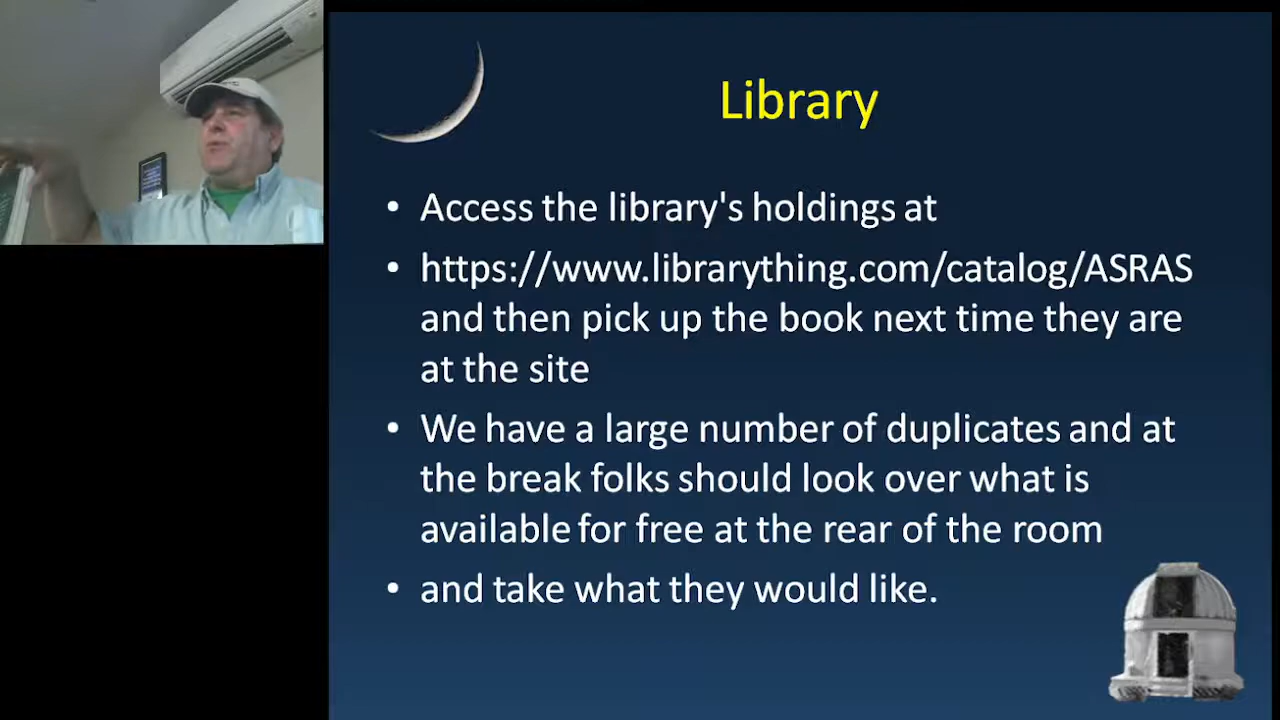 Library
• Access the library's holdings at
• https://www.librarything.com/catalog/ASRAS
and then pick up the book next time they are
at the site
• We have a large number of duplicates and at
the break folks should look over what is
available for free at the rear of the room
• and take what they would like.